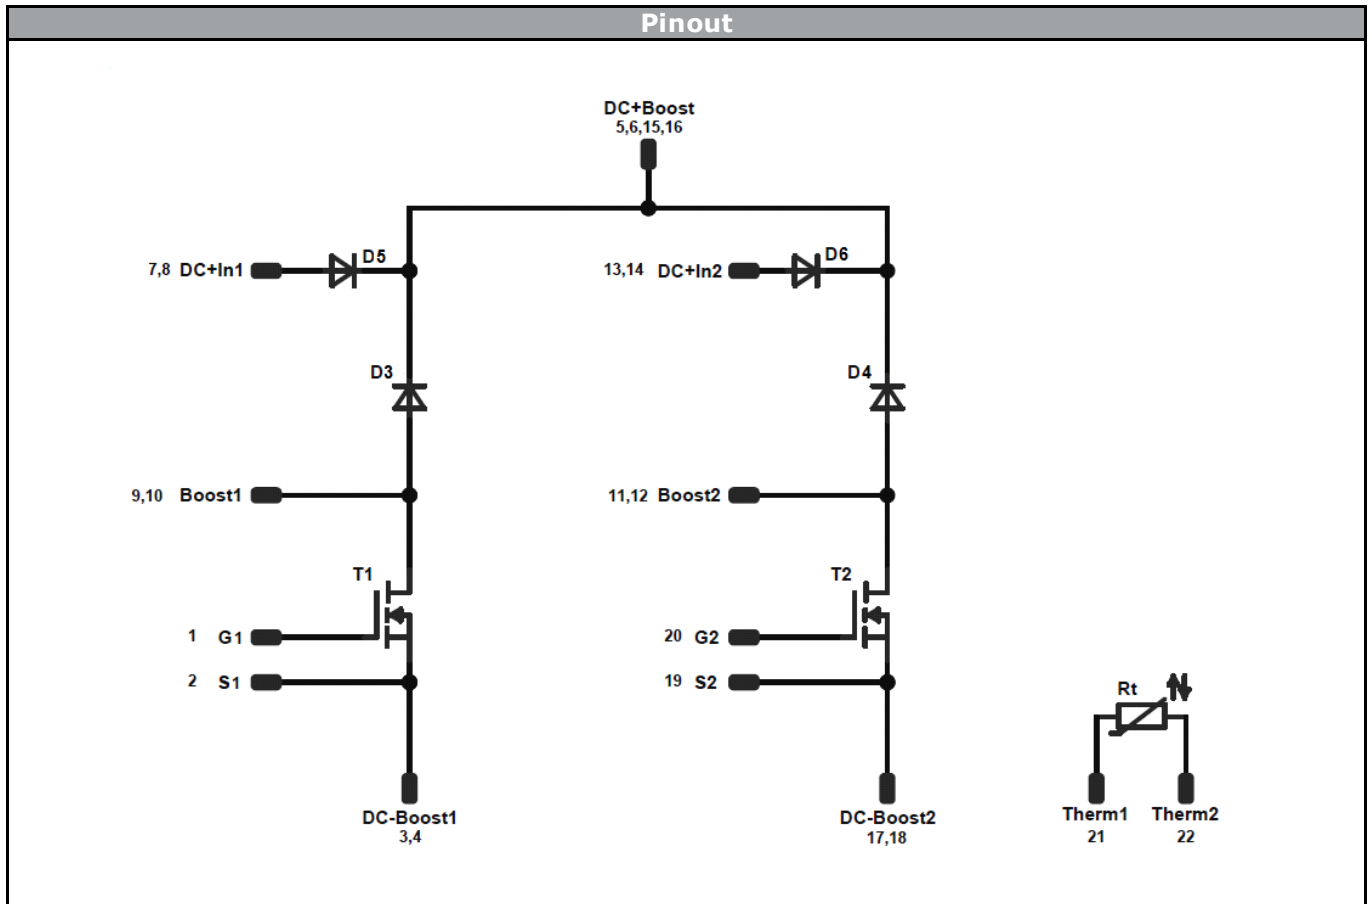 Pinout
DC+Boost
5,6,15,16
D5
7,8 DC+In1
D6
13,14 DC+In2
D3
D4
9,10 Boost1
11,12 Boost2
T1
T2
1 G1
20 G2
2 S1
19 S2
Rt
DC-Boost1
3,4
DC-Boost2
17,18
Therm1
21
Therm2
22